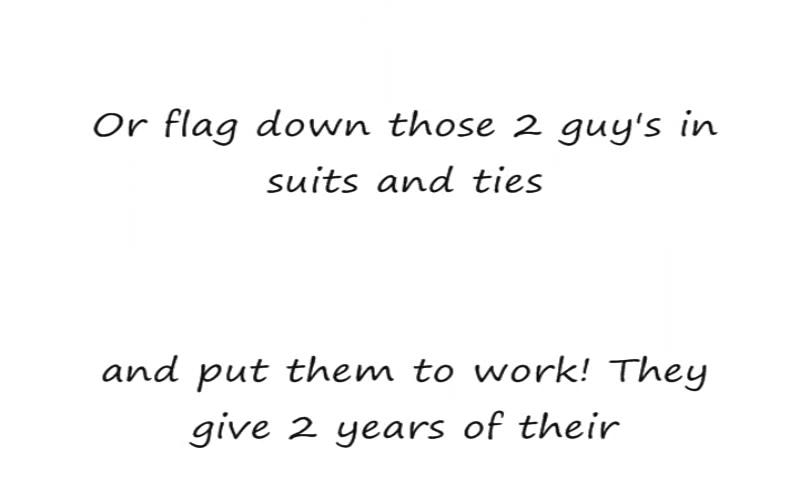 Or flag down those 2 guy's in
suits and ties
and put them to work! They
give 2 years of their